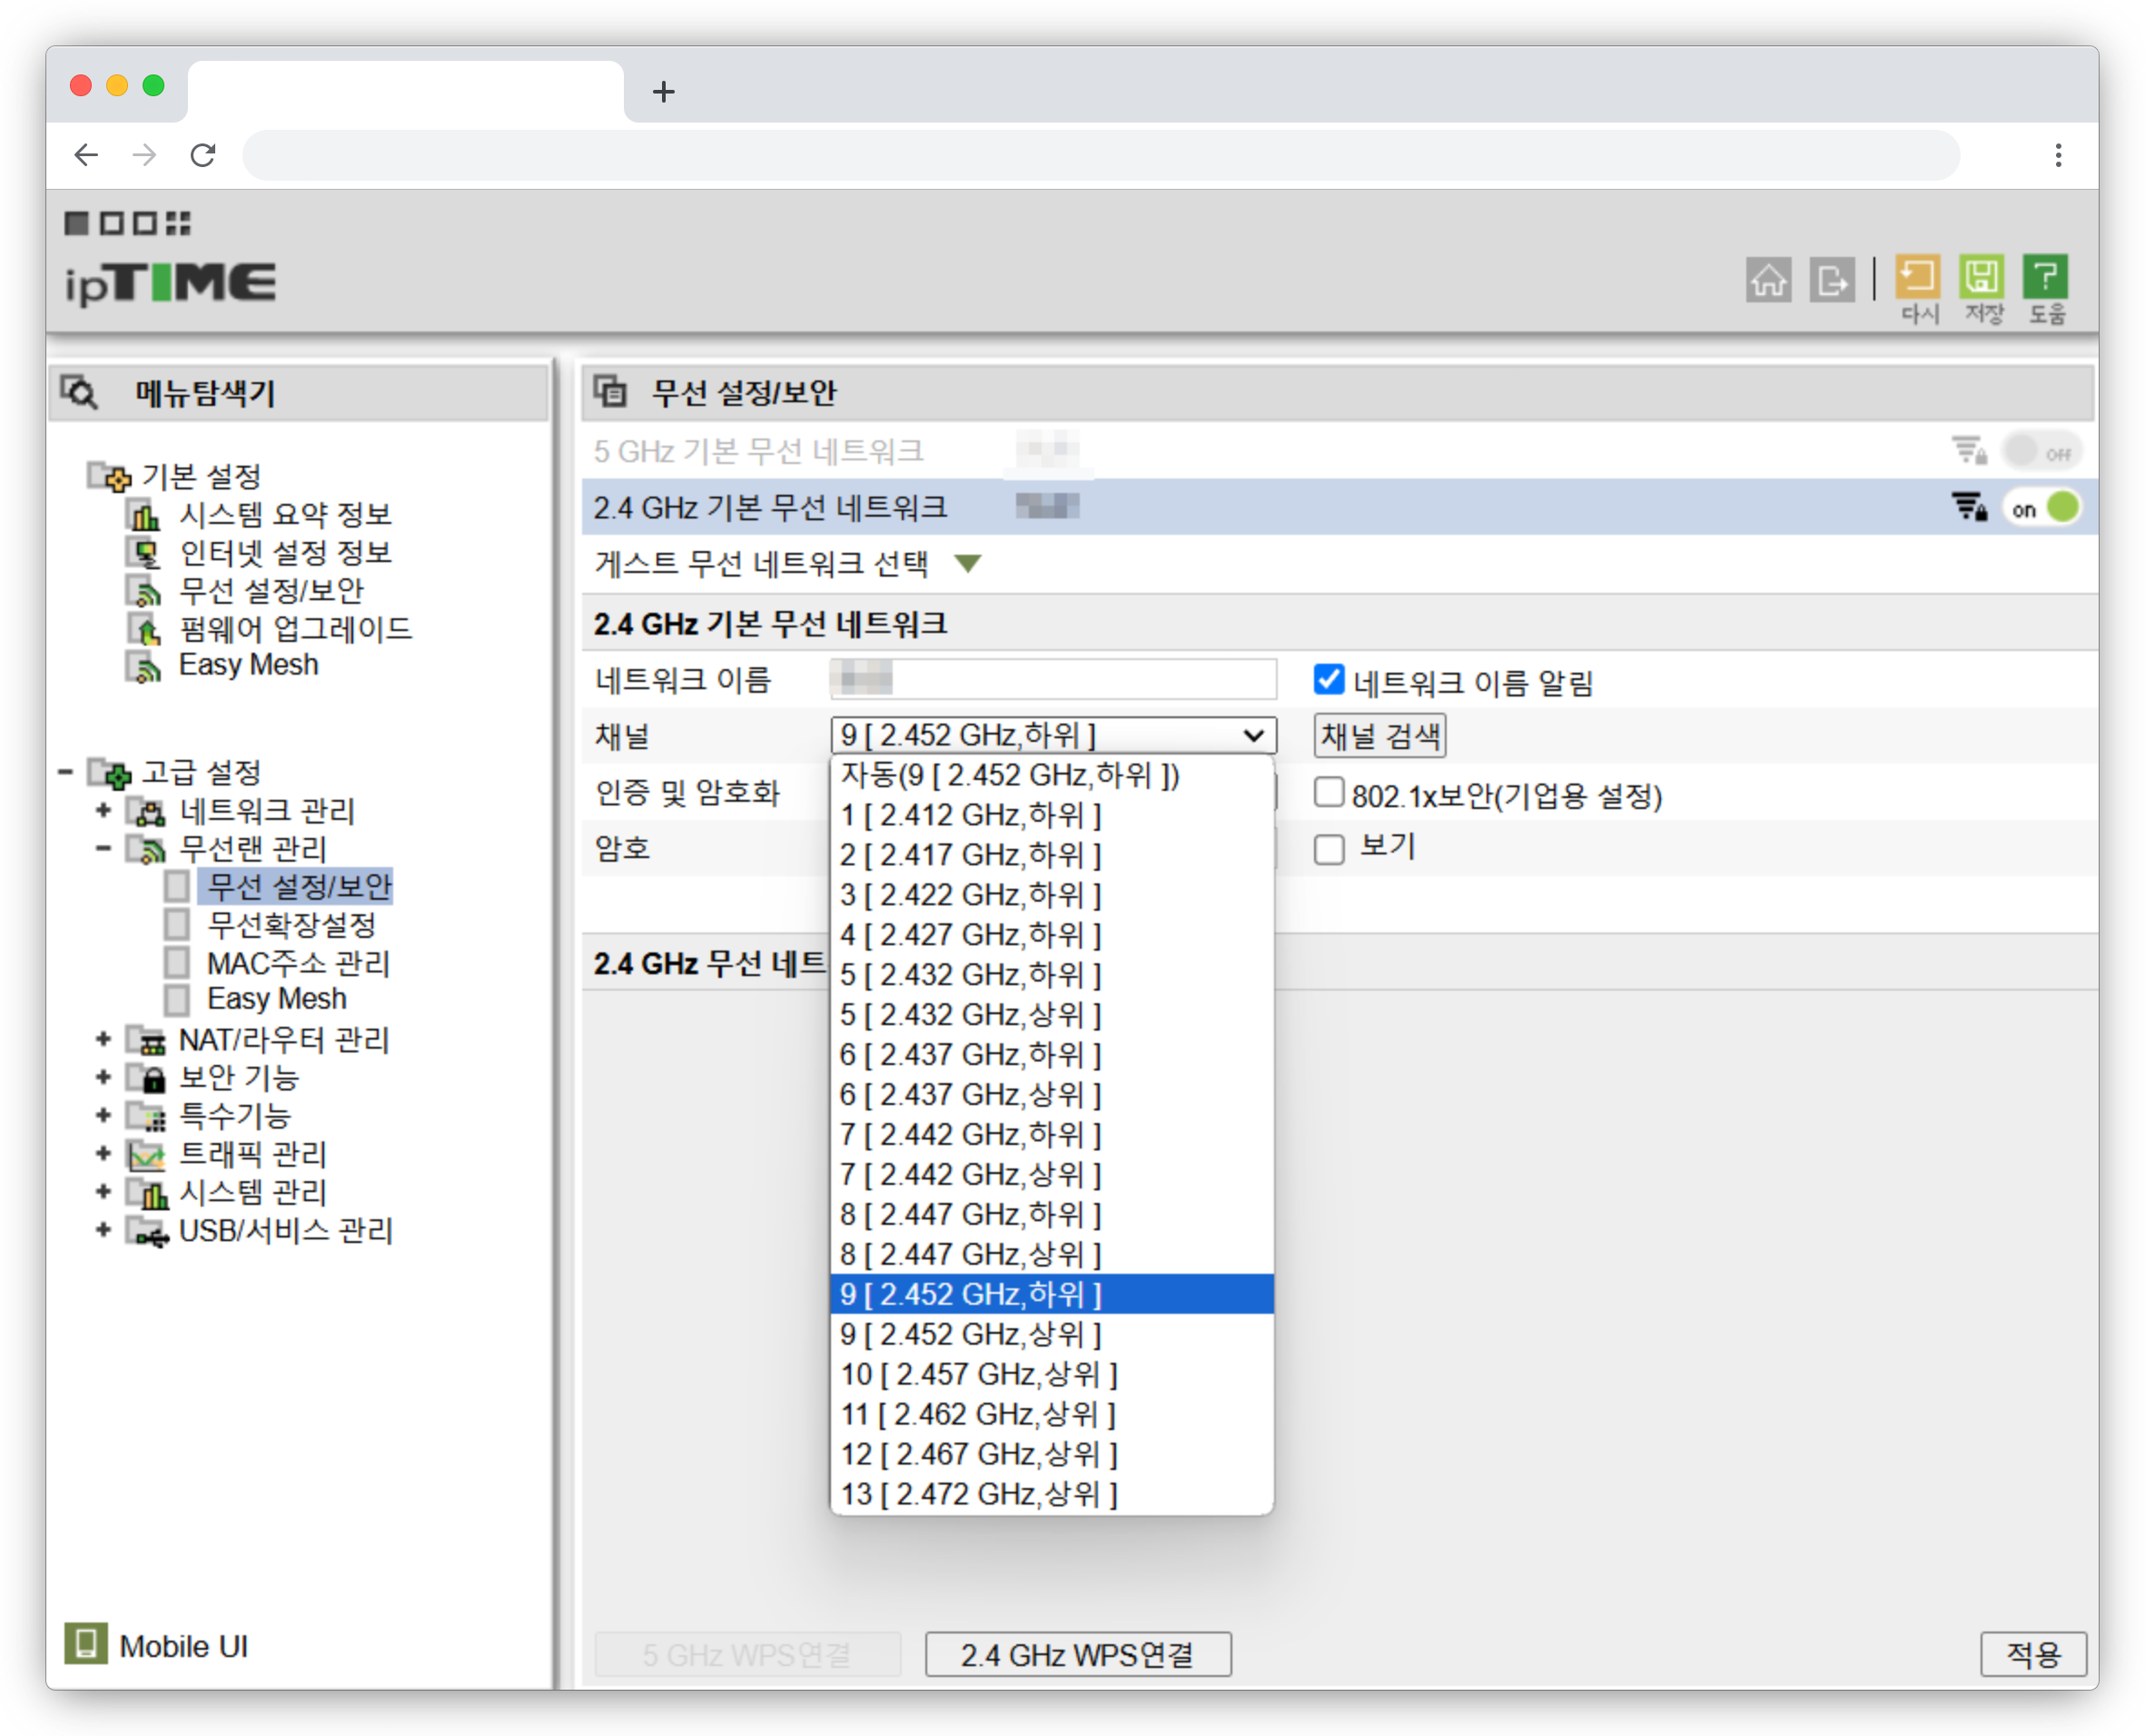 ipTIME
다시
저장
도움
메뉴탐색기
기본 설정
시스템 요약 정보
인터넷 설정 정보
무선 설정/보안
펌웨어 업그레이드
Easy Mesh
고급 설정
네트워크 관리
무선랜 관리
무선 설정/보안
무선확장설정
MAC주소 관리
Easy Mesh
NAT/라우터 관리
보안 기능
특수기능
트래픽 관리
시스템 관리
USB/서비스 관리
Mobile UI
무선 설정/보안
5 GHz 기본 무선 네트워크
OFF
2.4 GHz 기본 무선 네트워크
on
게스트 무선 네트워크 선택
2.4 GHz 기본 무선 네트워크
네트워크 이름
네트워크 이름 알림
채널
9 [ 2.452 GHz,하위 ]
채널 검색
인증 및 암호화
802.1x보안(기업용 설정)
암호
보기
2.4 GHz 무선 네트
자동(9 [ 2.452 GHz,하위 ])
1 [ 2.412 GHz,하위 ]
2 [ 2.417 GHz,하위 ]
3 [ 2.422 GHz,하위 ]
4 [ 2.427 GHz,하위 ]
5 [ 2.432 GHz,하위 ]
5 [ 2.432 GHz,상위 ]
6 [ 2.437 GHz,하위 ]
6 [ 2.437 GHz,상위 ]
7 [ 2.442 GHz,하위 ]
7 [ 2.442 GHz,상위 ]
8 [ 2.447 GHz,하위 ]
8 [ 2.447 GHz,상위 ]
9 [ 2.452 GHz,하위 ]
9 [ 2.452 GHz,상위 ]
10 [ 2.457 GHz,상위 ]
11 [ 2.462 GHz,상위 ]
12 [ 2.467 GHz,상위 ]
13 [ 2.472 GHz,상위 ]
5 GHz WPS연결
2.4 GHz WPS연결
적용